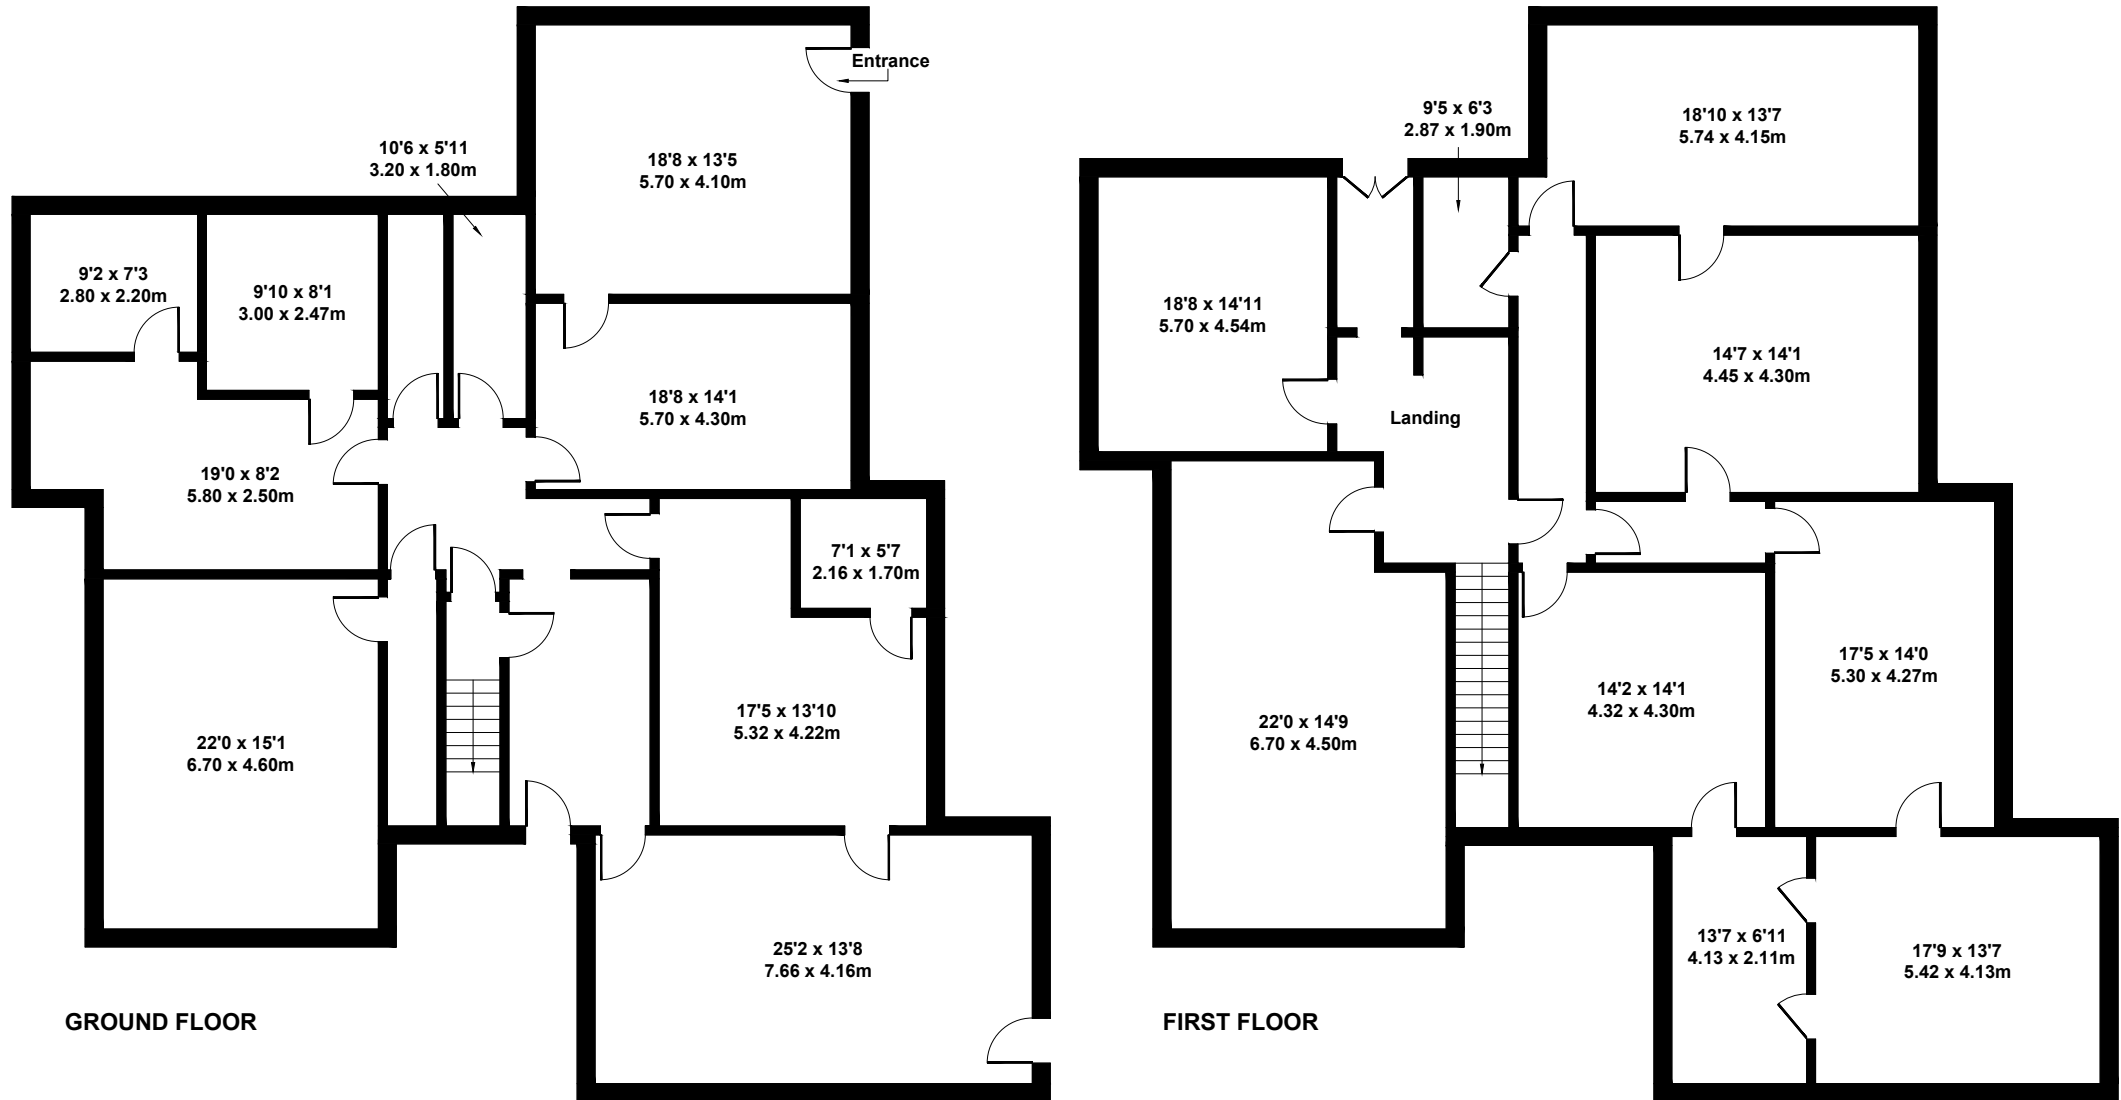 Entrance
10'6 x 5'11
3.20 x 1.80m
18'8 x 13'5
5.70 x 4.10m
9'2 x 7'3
2.80 x 2.20m
9'10 x 8'1
3.00 x 2.47m
18'8 x 14'1
5.70 x 4.30m
19'0 x 8'2
5.80 x 2.50m
7'1 x 5'7
2.16 x 1.70m
17'5 x 13'10
5.32 x 4.22m
22'0 x 15'1
6.70 x 4.60m
25'2 x 13'8
7.66 x 4.16m
GROUND FLOOR
9'5 x 6'3
2.87 x 1.90m
18'10 x 13'7
5.74 x 4.15m
18'8 x 14'11
5.70 x 4.54m
14'7 x 14'1
4.45 x 4.30m
Landing
17'5 x 14'0
5.30 x 4.27m
14'2 x 14'1
4.32 x 4.30m
22'0 x 14'9
6.70 x 4.50m
13'7 x 6'11
4.13 x 2.11m
17'9 x 13'7
5.42 x 4.13m
FIRST FLOOR